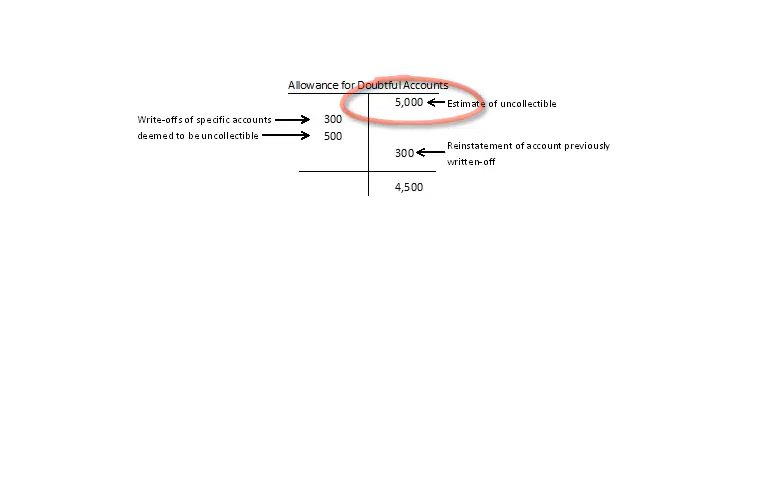 Allowance for Doubtful Accounts
5,000 Estimate of uncollectible
Write-offs of specific accounts 300
deemed to be uncollectible 500
300 Reinstatement of account previously
written-off
4,500